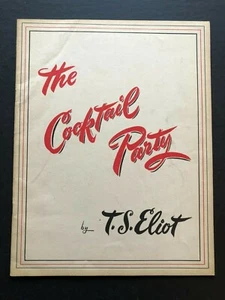 the
Cocktail
Party
by T.S. Eliot